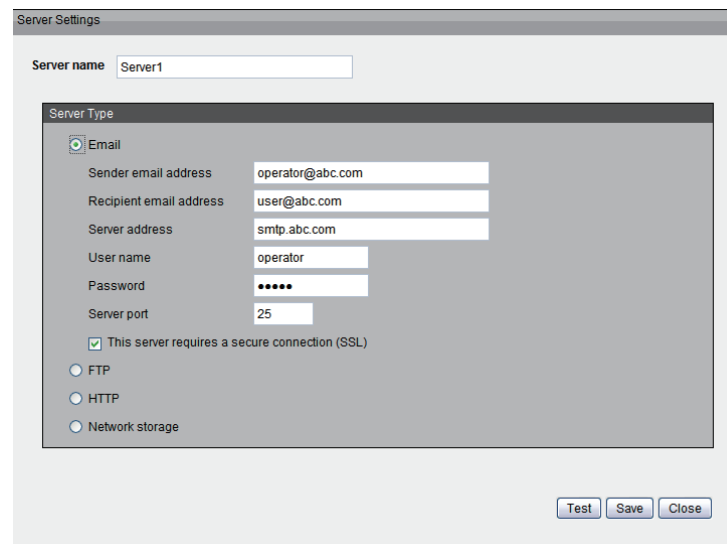 Server Settings
Server name Server1
Server Type
Email
Sender email address operator@abc.com
Recipient email address user@abc.com
Server address smtp.abc.com
User name operator
Password •••••
Server port 25
This server requires a secure connection (SSL)
FTP
HTTP
Network storage
Test Save Close